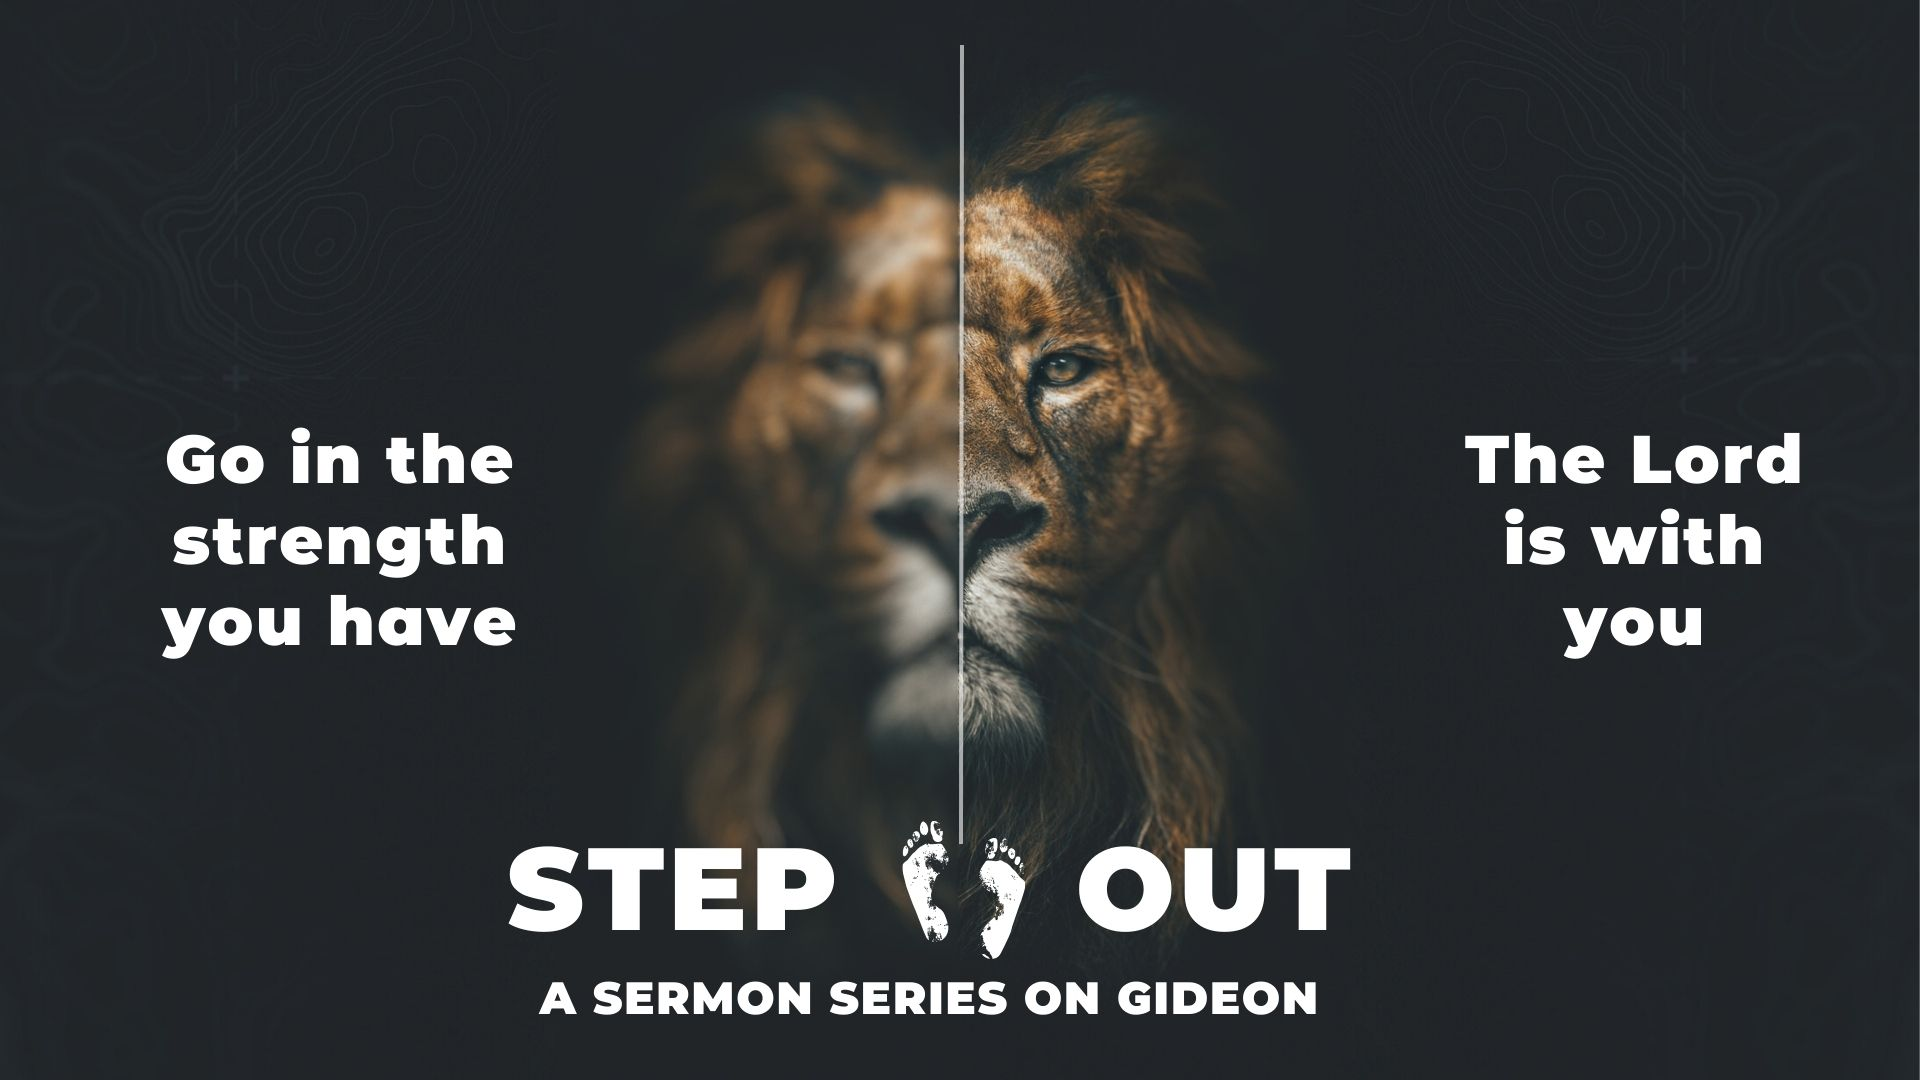 Go in the
strength
you have
The Lord
is with
you
STEP OUT
A SERMON SERIES ON GIDEON